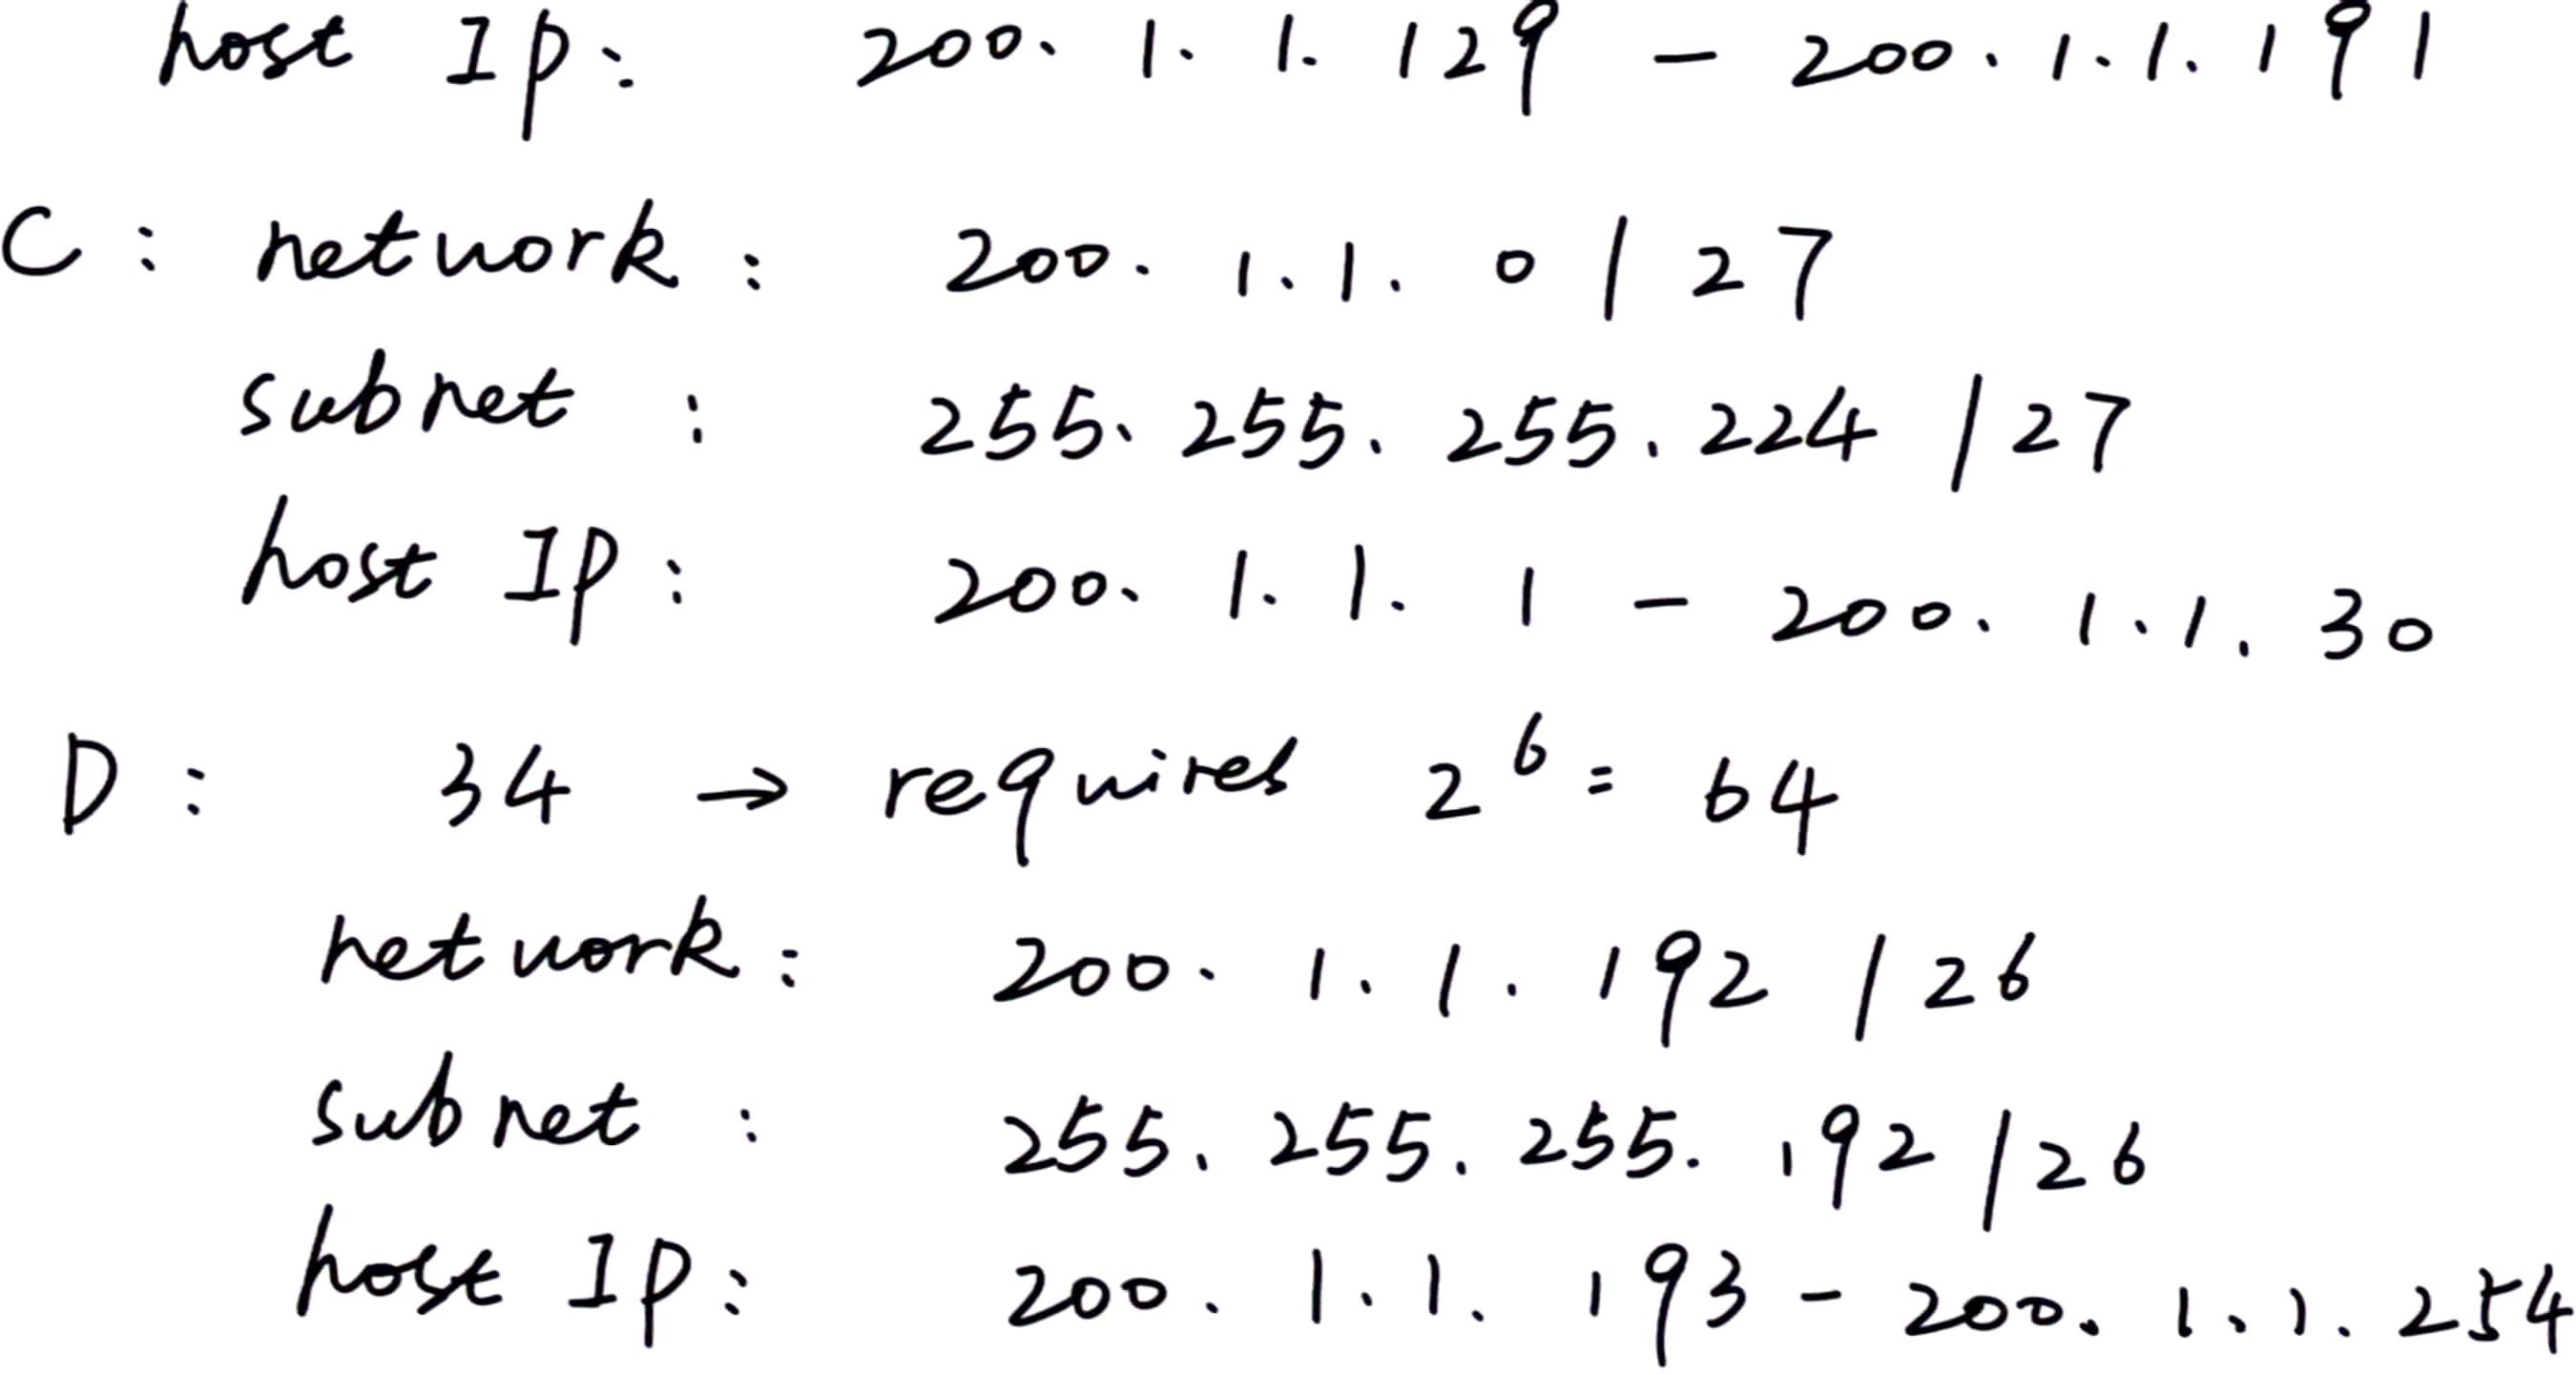 host Ip: 200.1.1.129 - 200.1.1.191
C: network: 200.1.1.0/27
subnet: 255.255.255.224/27
host IP: 200.1.1.1 - 200.1.1.30
D: 34 → requires 2^6 = 64
network: 200.1.1.192/26
subnet: 255.255.255.192/26
host IP: 200.1.1.193 - 200.1.1.254